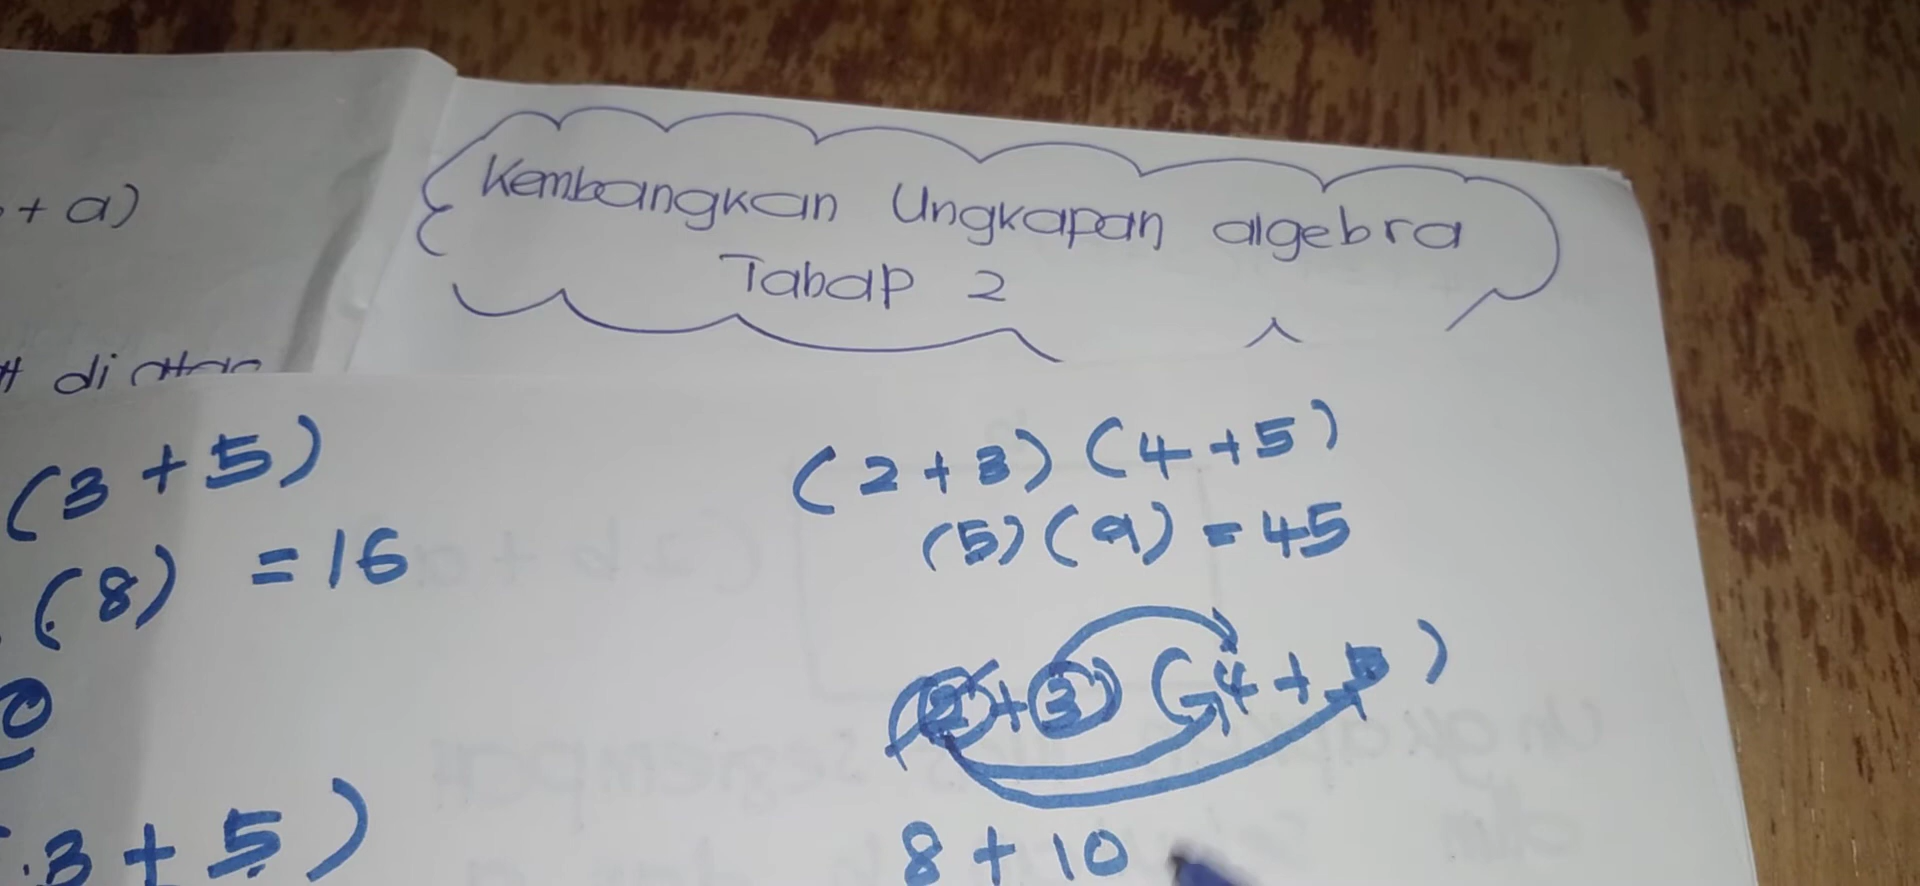 + a)
Kembangkan Ungkapan algebra
Tahap 2
di atas
(3 + 5)
(8) = 16
0
3 + 5)
(2 + 3) (4 + 5)
(5) (9) = 45
(2 + 3) (4 + 5)
8 + 10